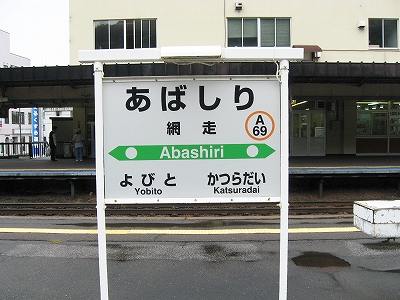 あばしり
網走
A
69
Abashiri
よびと かつらだい
Yobito Katsuradai